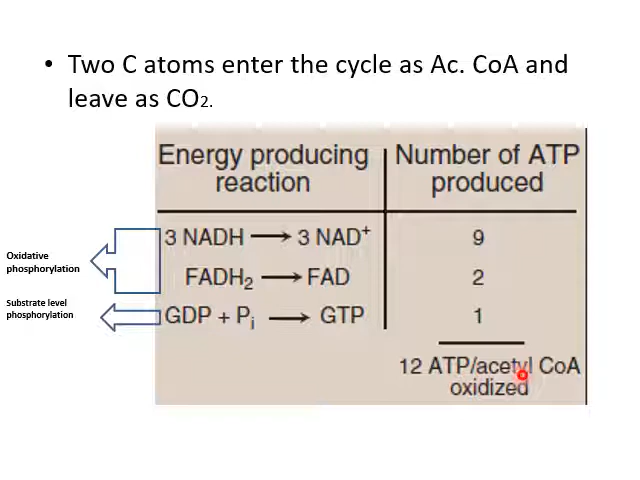 • Two C atoms enter the cycle as Ac. CoA and
leave as CO₂.
Energy producing reaction
Number of ATP produced
3 NADH ⟶ 3 NAD⁺ 9
Oxidative
phosphorylation
FADH₂ ⟶ FAD 2
Substrate level
phosphorylation
GDP + Pᵢ ⟶ GTP 1
12 ATP/acetyl CoA
oxidized